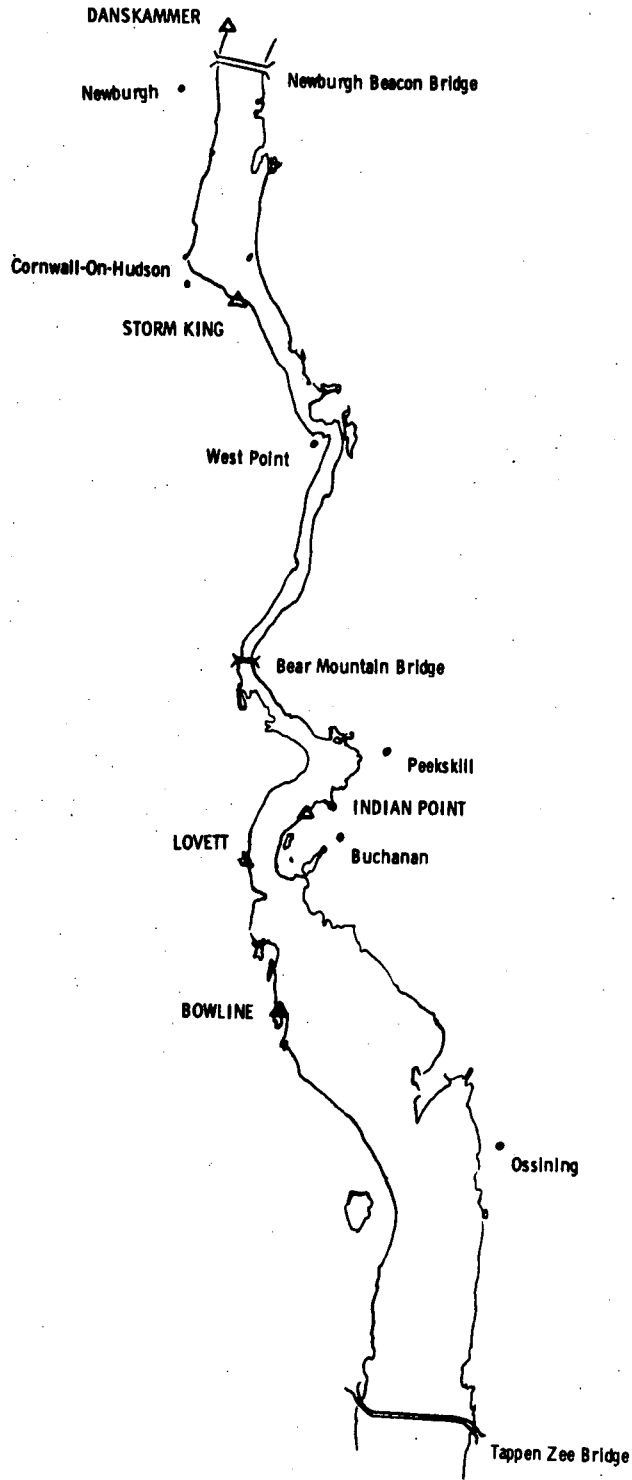 DANSKAMMER
Newburgh Beacon Bridge
Newburgh
Cornwall-On-Hudson
STORM KING
West Point
Bear Mountain Bridge
Peekskill
INDIAN POINT
LOVETT
Buchanan
BOWLINE
Ossining
Tappen Zee Bridge